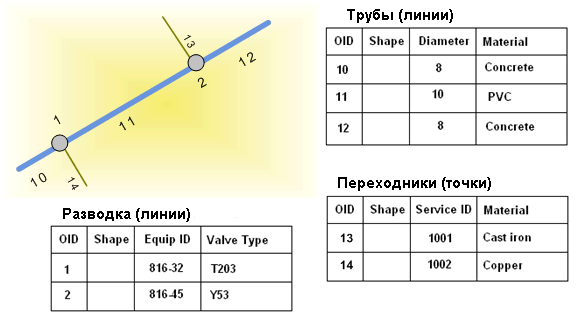 13
12
2
1
11
10
14
Трубы (линии)
OID Shape Diameter Material
10 8 Concrete
11 10 PVC
12 8 Concrete
Переходники (точки)
OID Shape Service ID Material
13 1001 Cast iron
14 1002 Copper
Разводка (линии)
OID Shape Equip ID Valve Type
1 816-32 T203
2 816-45 Y53